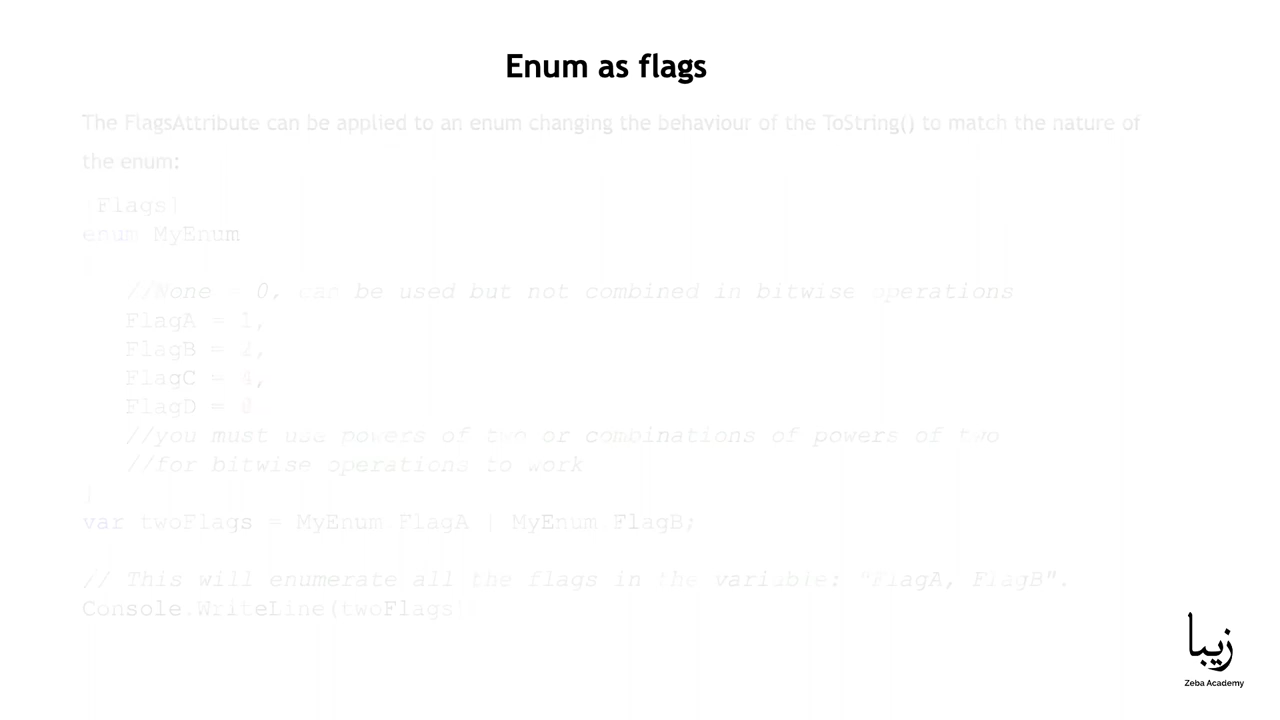 Enum as flags
The FlagsAttribute can be applied to an enum changing the behaviour of the ToString() to match the nature of
the enum:
[Flags]
enum MyEnum
{
//None = 0, can be used but not combined in bitwise operations
FlagA = 1,
FlagB = 2,
FlagC = 4,
FlagD =
//you must use powers of two or combinations of powers of two
//for bitwise operations to work
}
var twoFlags = MyEnum.FlagA | MyEnum.FlagB;
// This will enumerate all the flags in the variable: "FlagA, FlagB".
Console.WriteLine(twoFlags);
زیبا
Zeba Academy